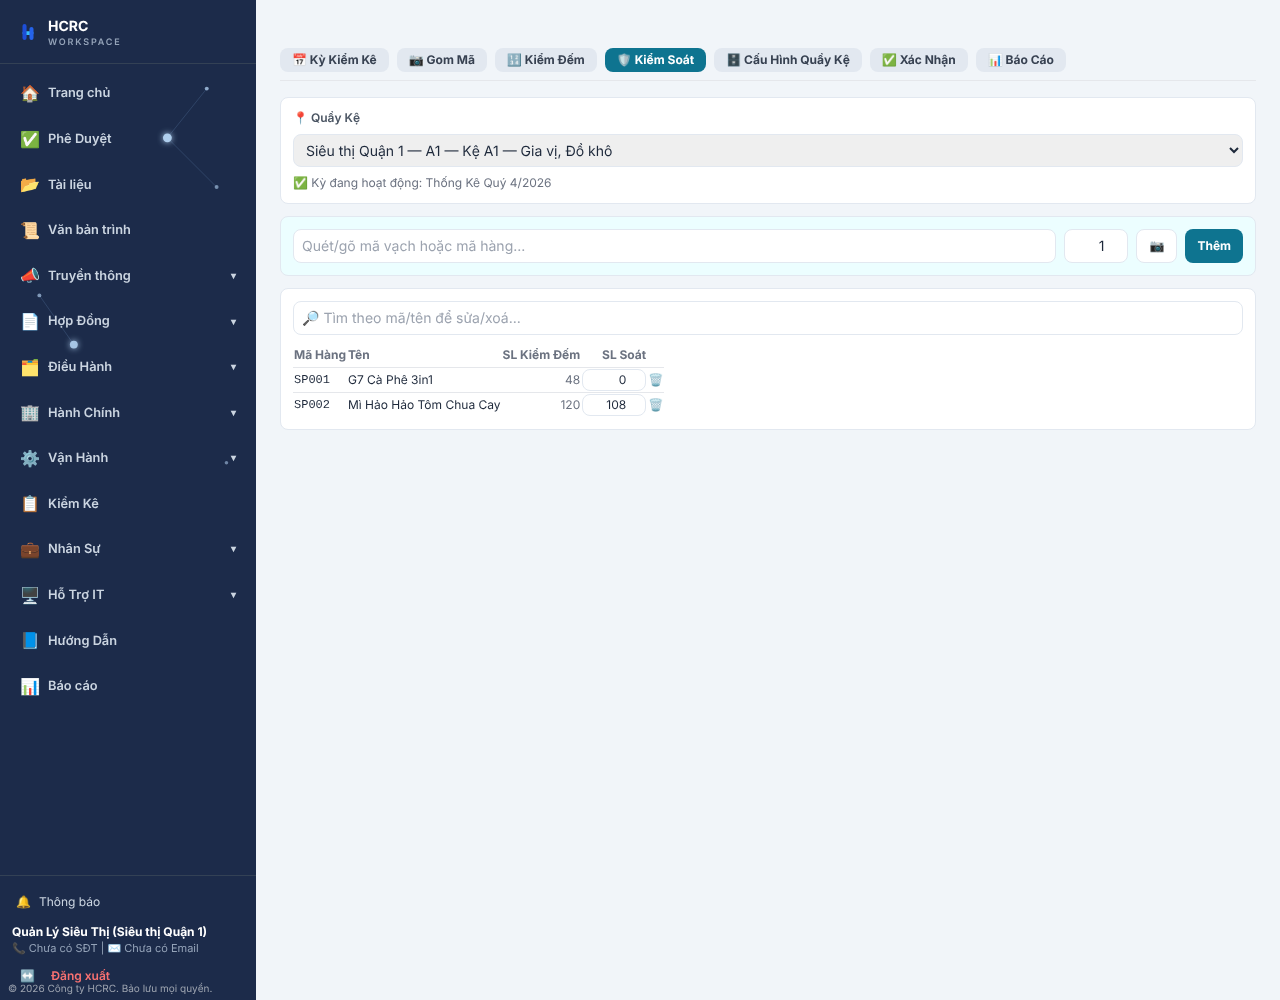 HCRC
WORKSPACE
Trang chủ
Phê Duyệt
Tài liệu
Văn bản trình
Truyền thông
Hợp Đồng
Điều Hành
Hành Chính
Vận Hành
Kiểm Kê
Nhân Sự
Hỗ Trợ IT
Hướng Dẫn
Báo cáo
Thông báo
Quản Lý Siêu Thị (Siêu thị Quận 1)
Chưa có SĐT | Chưa có Email
Đăng xuất
© 2026 Công ty HCRC. Bảo lưu mọi quyền.
Kỳ Kiểm Kê Gom Mã Kiểm Đếm Kiểm Soát Cấu Hình Quầy Kệ Xác Nhận Báo Cáo
Quầy Kệ
Siêu thị Quận 1 — A1 — Kệ A1 — Gia vị, Đồ khô
Kỳ đang hoạt động: Thống Kê Quý 4/2026
Quét/gõ mã vạch hoặc mã hàng... 1 Thêm
Tìm theo mã/tên để sửa/xoá...
Mã Hàng Tên SL Kiểm Đếm SL Soát
SP001 G7 Cà Phê 3in1 48 0
SP002 Mì Hảo Hảo Tôm Chua Cay 120 108